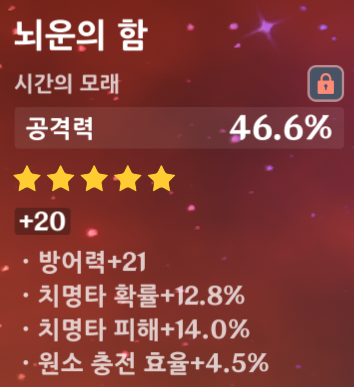 뇌운의 함
시간의 모래
공격력 46.6%
+20
· 방어력+21
· 치명타 확률+12.8%
· 치명타 피해+14.0%
· 원소 충전 효율+4.5%